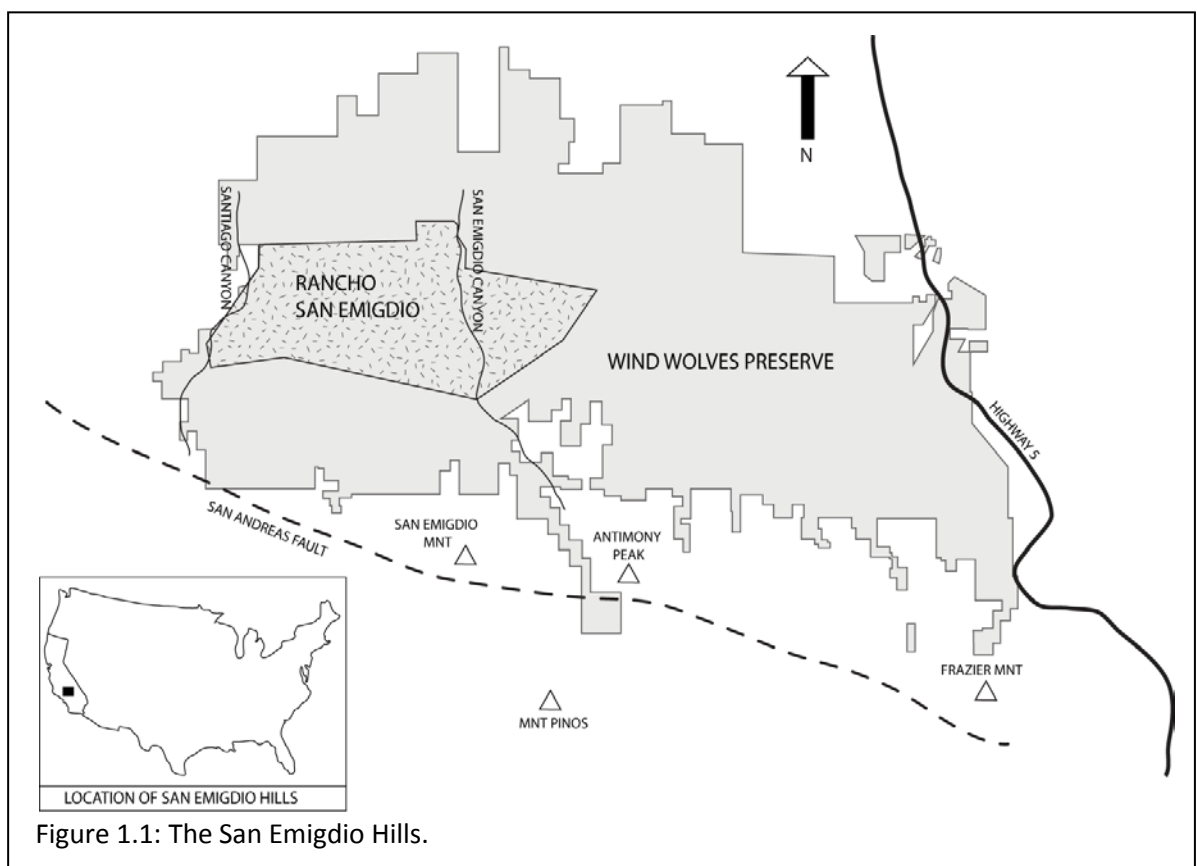 N
SANTIAGO CANYON
SAN EMIGDIO CANYON
RANCHO
SAN EMIGDIO
WIND WOLVES PRESERVE
HIGHWAY 5
SAN ANDREAS FAULT
SAN EMIGDIO
MNT
ANTIMONY
PEAK
FRAZIER MNT
MNT PINOS
LOCATION OF SAN EMIGDIO HILLS
Figure 1.1: The San Emigdio Hills.